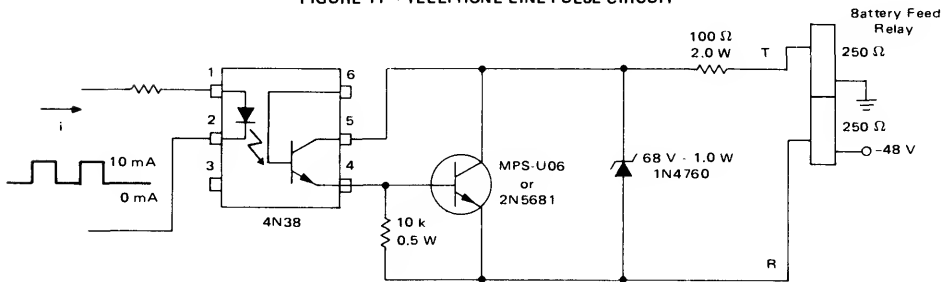 FIGURE 11 - TELEPHONE LINE PULSE CIRCUIT
Battery Feed
Relay
100 Ω
2.0 W
T
250 Ω
1
6
i
2
5
250 Ω
-48 V
10 mA
0 mA
3
4
MPS-U06
or
2N5681
68 V - 1.0 W
1N4760
4N38
10 k
0.5 W
R